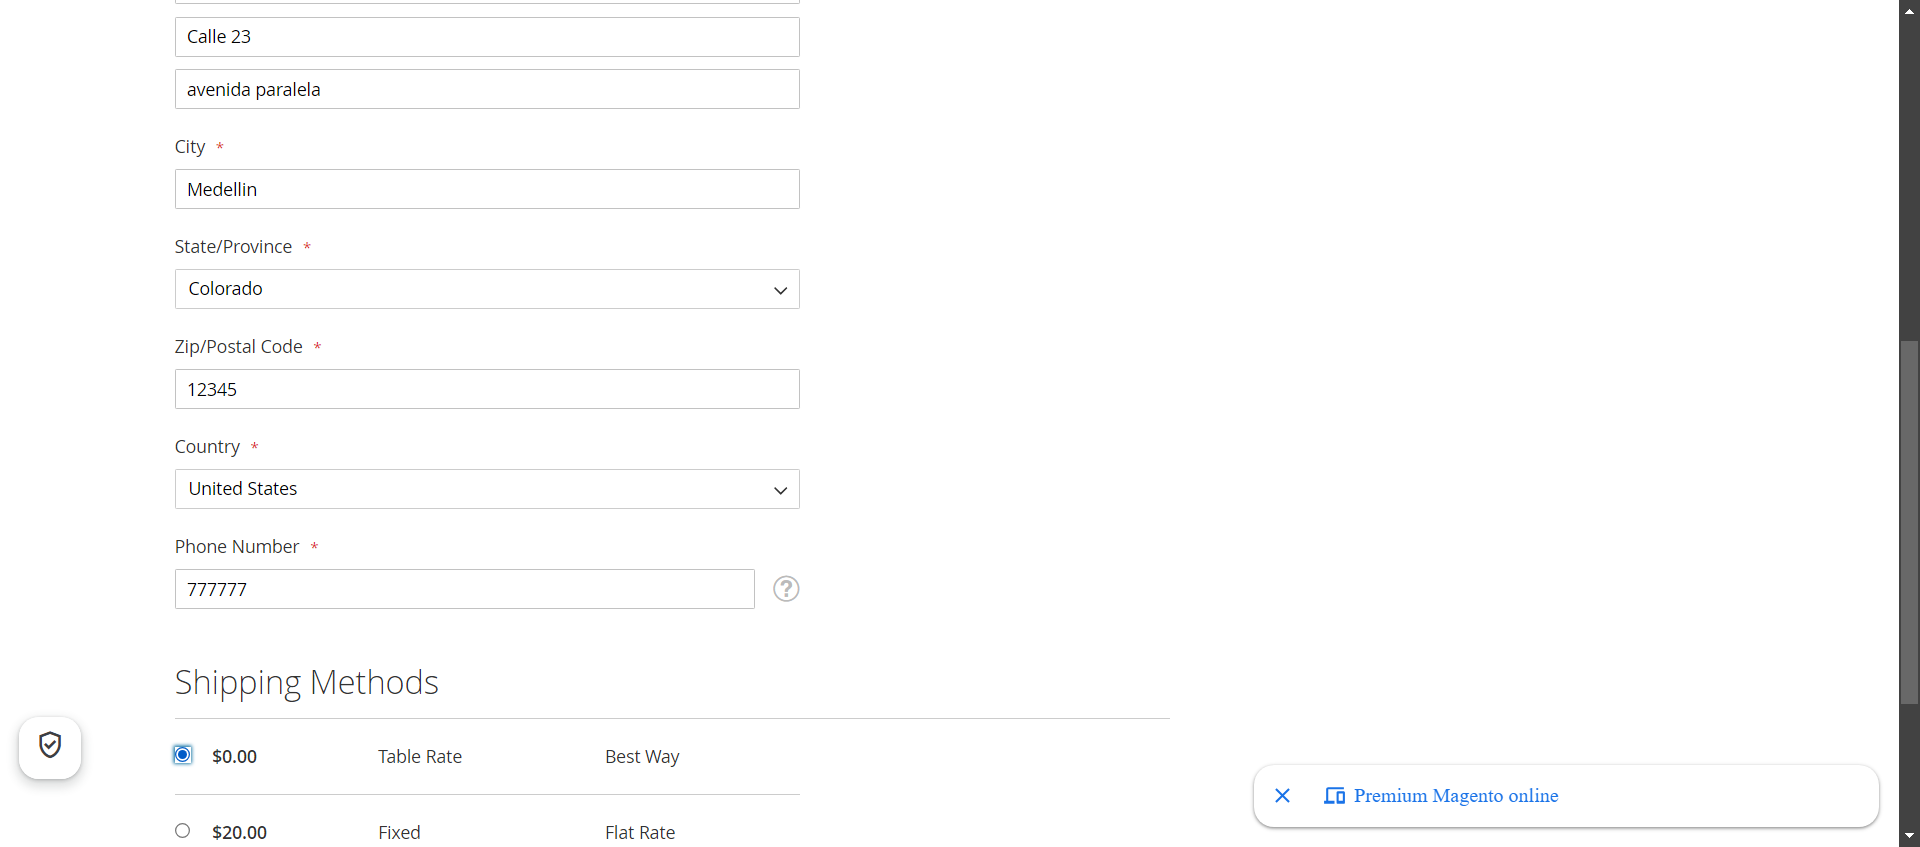 Calle 23
avenida paralela
City *
Medellin
State/Province *
Colorado
Zip/Postal Code *
12345
Country *
United States
Phone Number *
777777
?
Shipping Methods
$0.00 Table Rate Best Way
$20.00 Fixed Flat Rate
Premium Magento online